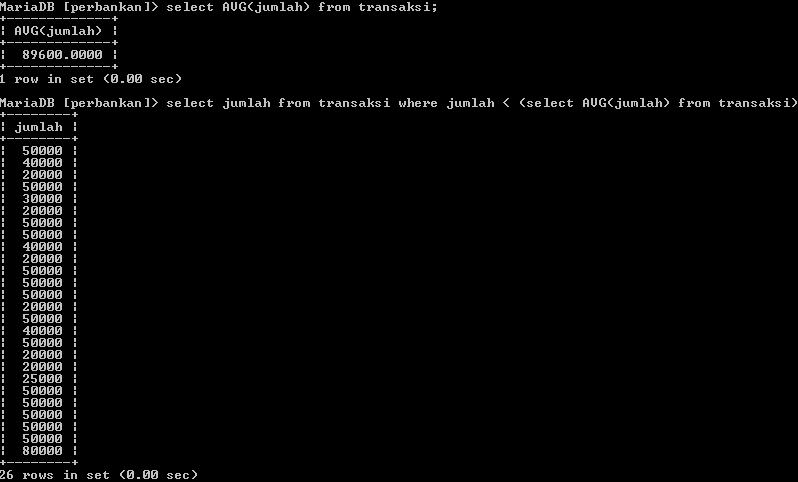 MariaDB [perbankan]> select AVG(jumlah) from transaksi;
+-------------+
¦ AVG(jumlah) ¦
+-------------+
¦  89600.0000 ¦
+-------------+
1 row in set (0.00 sec)
MariaDB [perbankan]> select jumlah from transaksi where jumlah < (select AVG(jumlah) from transaksi)
+--------+
¦ jumlah ¦
+--------+
¦  50000 ¦
¦  40000 ¦
¦  20000 ¦
¦  50000 ¦
¦  30000 ¦
¦  20000 ¦
¦  50000 ¦
¦  50000 ¦
¦  40000 ¦
¦  20000 ¦
¦  50000 ¦
¦  50000 ¦
¦  50000 ¦
¦  20000 ¦
¦  50000 ¦
¦  40000 ¦
¦  50000 ¦
¦  20000 ¦
¦  20000 ¦
¦  25000 ¦
¦  50000 ¦
¦  50000 ¦
¦  50000 ¦
¦  50000 ¦
¦  50000 ¦
¦  80000 ¦
+--------+
26 rows in set (0.00 sec)